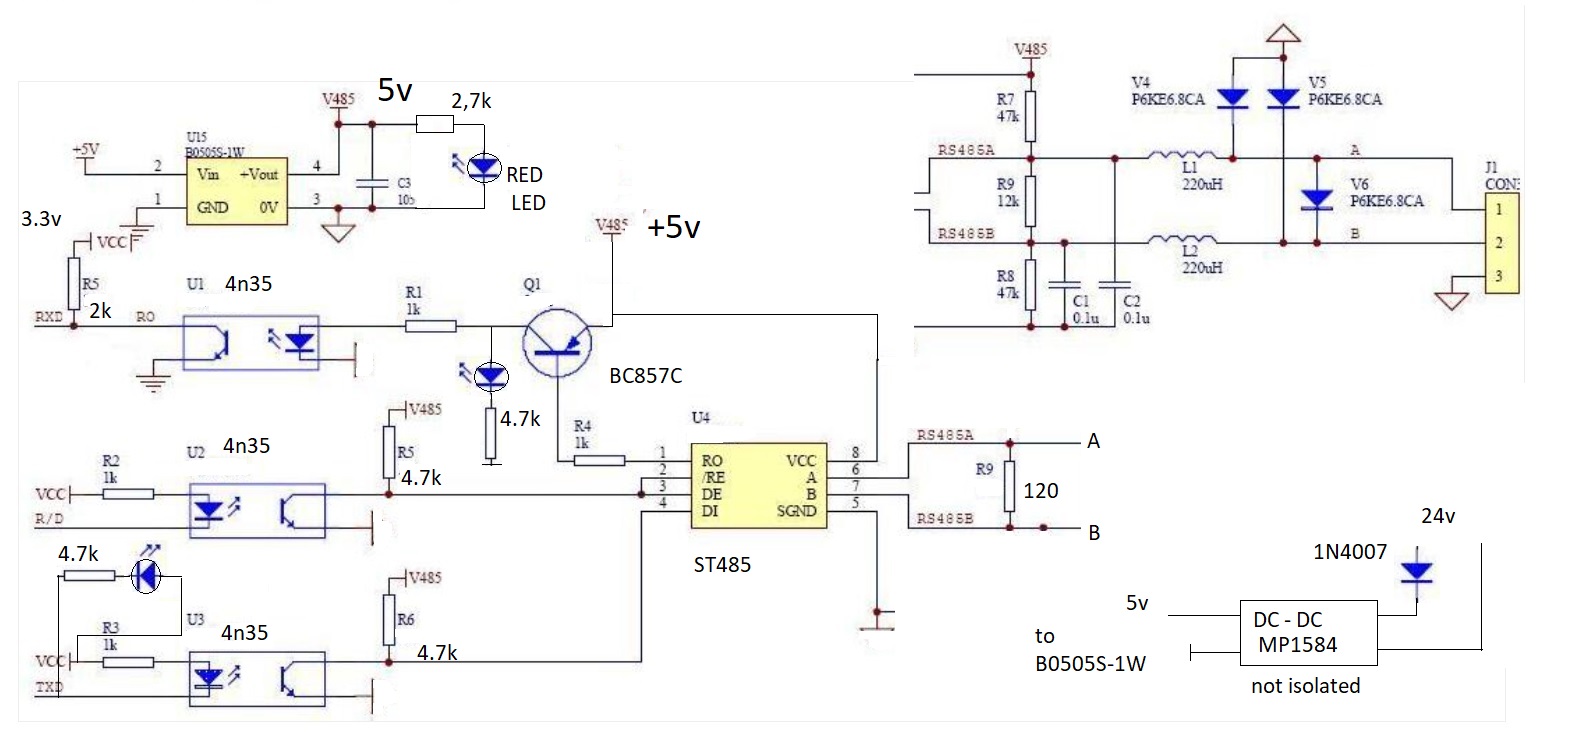 5v
2,7k
V485
U15
B0505S-1W
+5V
2
Vin
+Vout
4
1
GND
0V
3
C3
RED
LED
3.3v
VCC
R5
2k
RXD
RO
U1
4n35
R1
1k
Q1
V485
+5v
BC857C
4.7k
R4
1k
U4
V485
R5
4.7k
U2
4n35
R2
1k
VCC
R/D
1
2
3
4
RO
/RE
DE
DI
VCC
A
B
SGND
8
6
7
5
ST485
RS485A
A
R9
120
RS485B
B
4.7k
U3
4n35
R3
1k
VCC
TXD
V485
R6
4.7k
V485
R7
47k
RS485A
R9
12k
RS485B
R8
47k
C1
0.1u
C2
0.1u
L1
220uH
L2
220uH
V4
P6KE6.8CA
V5
P6KE6.8CA
A
V6
P6KE6.8CA
B
J1
1
2
3
24v
1N4007
5v
DC - DC
MP1584
to
B0505S-1W
not isolated